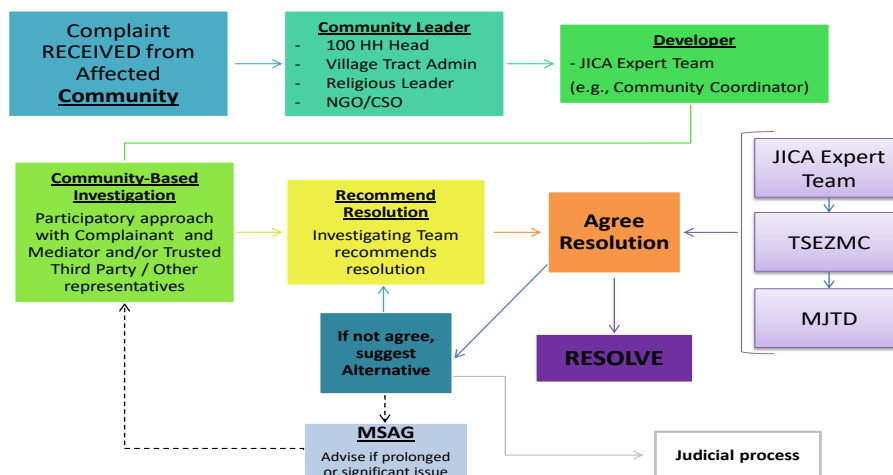 Complaint
RECEIVED from
Affected
Community
Community Leader
- 100 HH Head
- Village Tract Admin
- Religious Leader
- NGO/CSO
Developer
- JICA Expert Team
(e.g., Community Coordinator)
Community-Based
Investigation
Participatory approach
with Complainant and
Mediator and/or Trusted
Third Party / Other
representatives
Recommend
Resolution
Investigating Team
recommends
resolution
Agree
Resolution
JICA Expert
Team
TSEZMC
MJTD
If not agree,
suggest
Alternative
RESOLVE
MSAG
Advise if prolonged
or significant issue
Judicial process